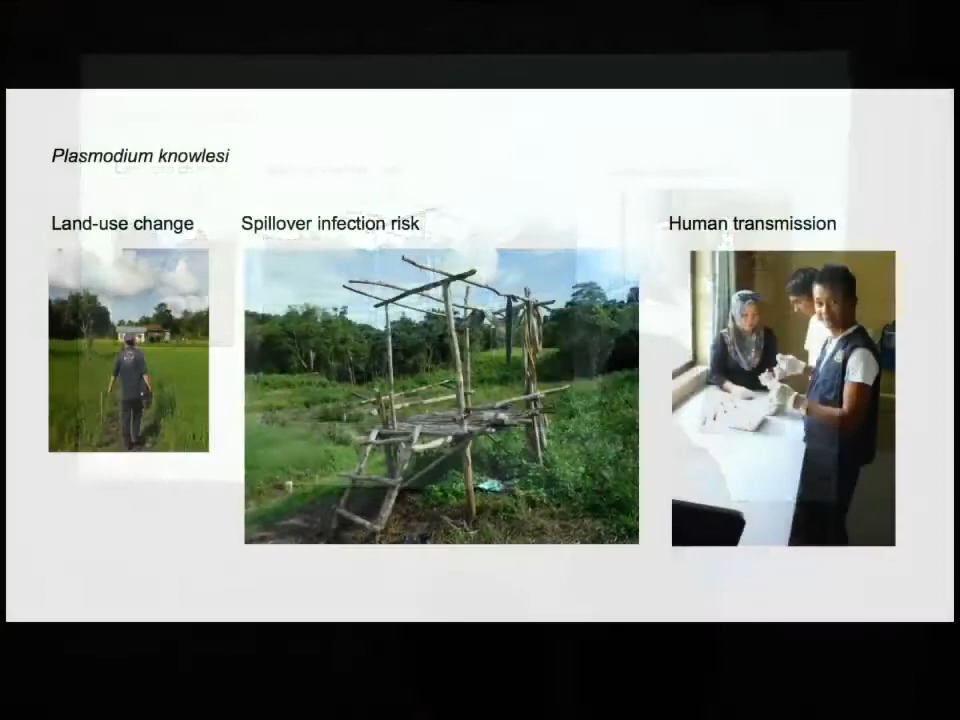 Plasmodium knowlesi
Land-use change
Spillover infection risk
Human transmission